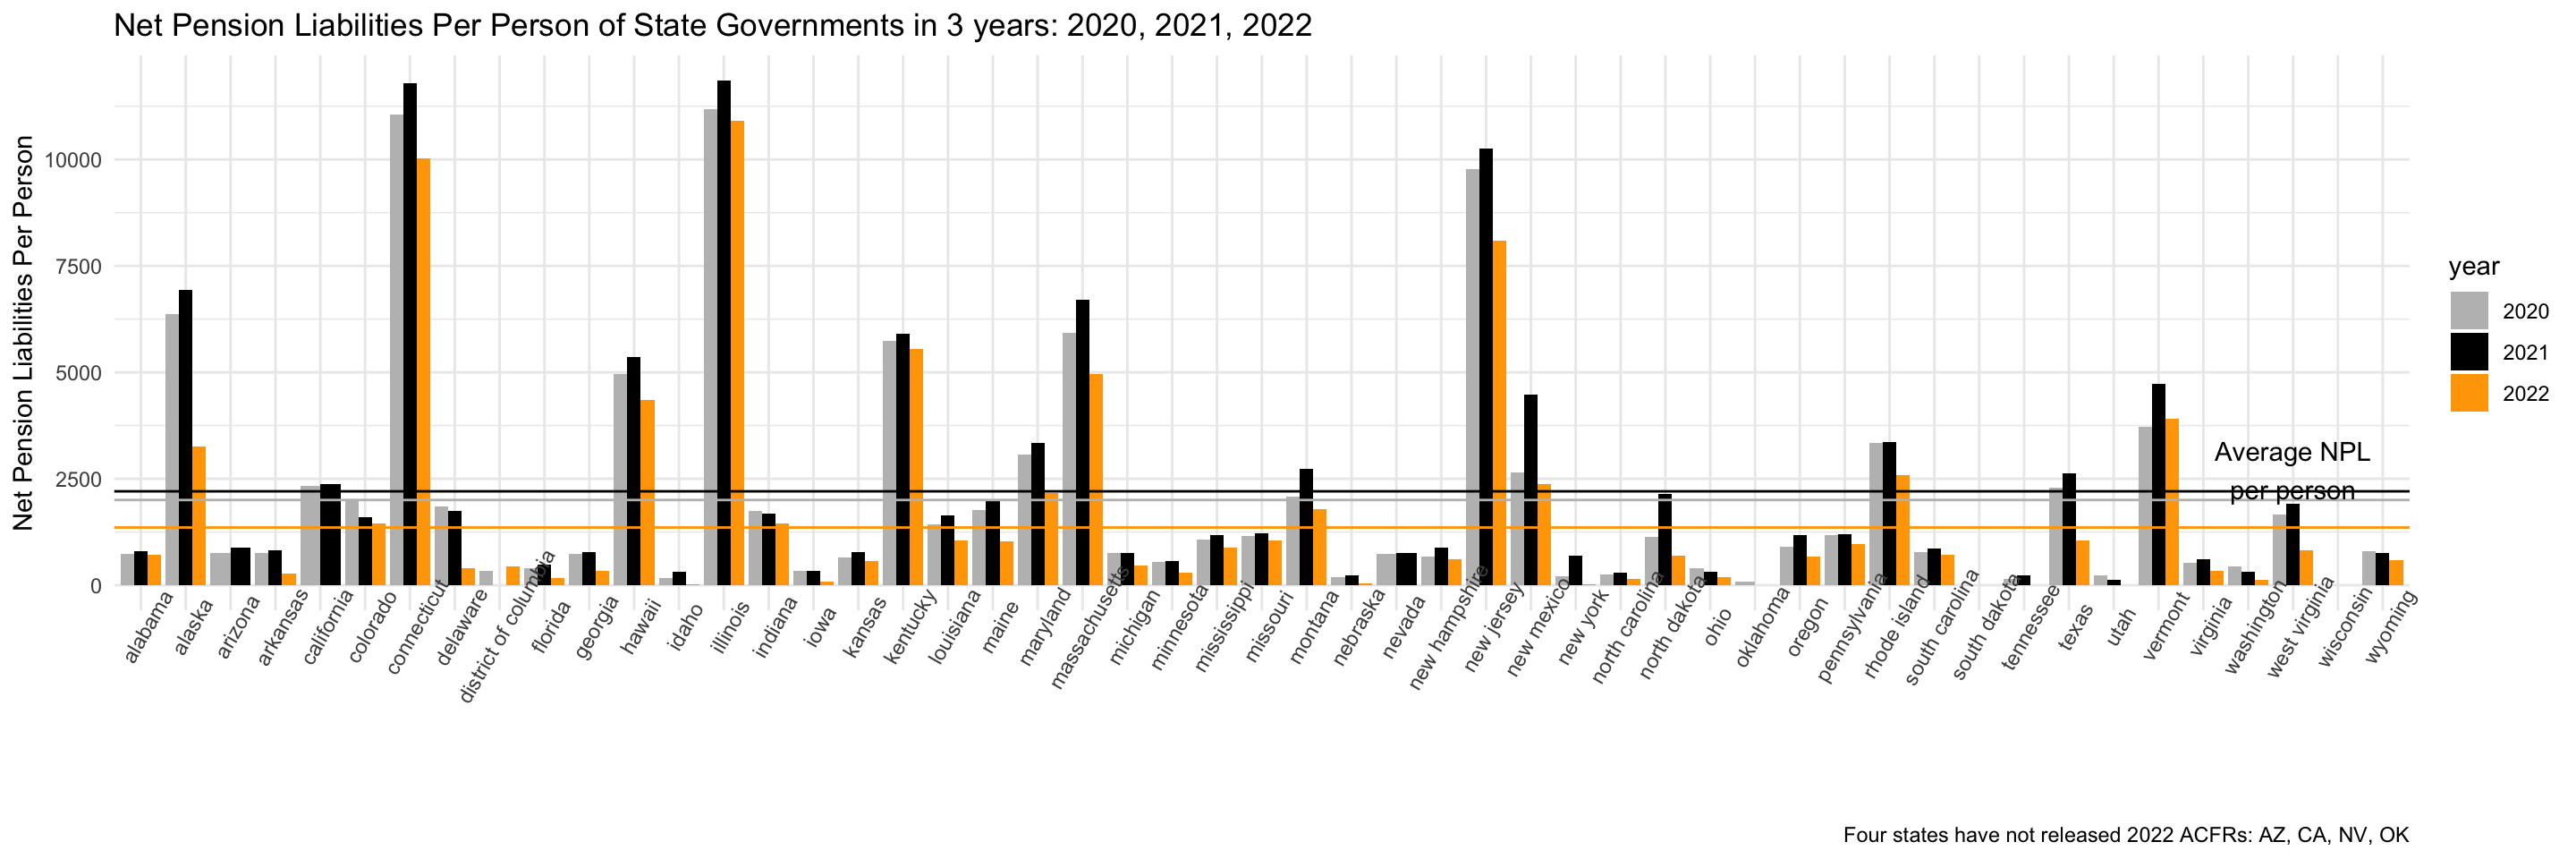 Net Pension Liabilities Per Person of State Governments in 3 years: 2020, 2021, 2022
Net Pension Liabilities Per Person
10000
7500
5000
2500
0
year
2020
2021
2022
Average NPL
per person
alabama
alaska
arizona
arkansas
california
colorado
connecticut
delaware
district of columbia
florida
georgia
hawaii
idaho
illinois
indiana
iowa
kansas
kentucky
louisiana
maine
maryland
massachusetts
michigan
minnesota
mississippi
missouri
montana
nebraska
nevada
new hampshire
new jersey
new mexico
new york
north carolina
north dakota
ohio
oklahoma
oregon
pennsylvania
rhode island
south carolina
south dakota
tennessee
texas
utah
vermont
virginia
washington
west virginia
wisconsin
wyoming
Four states have not released 2022 ACFRs: AZ, CA, NV, OK